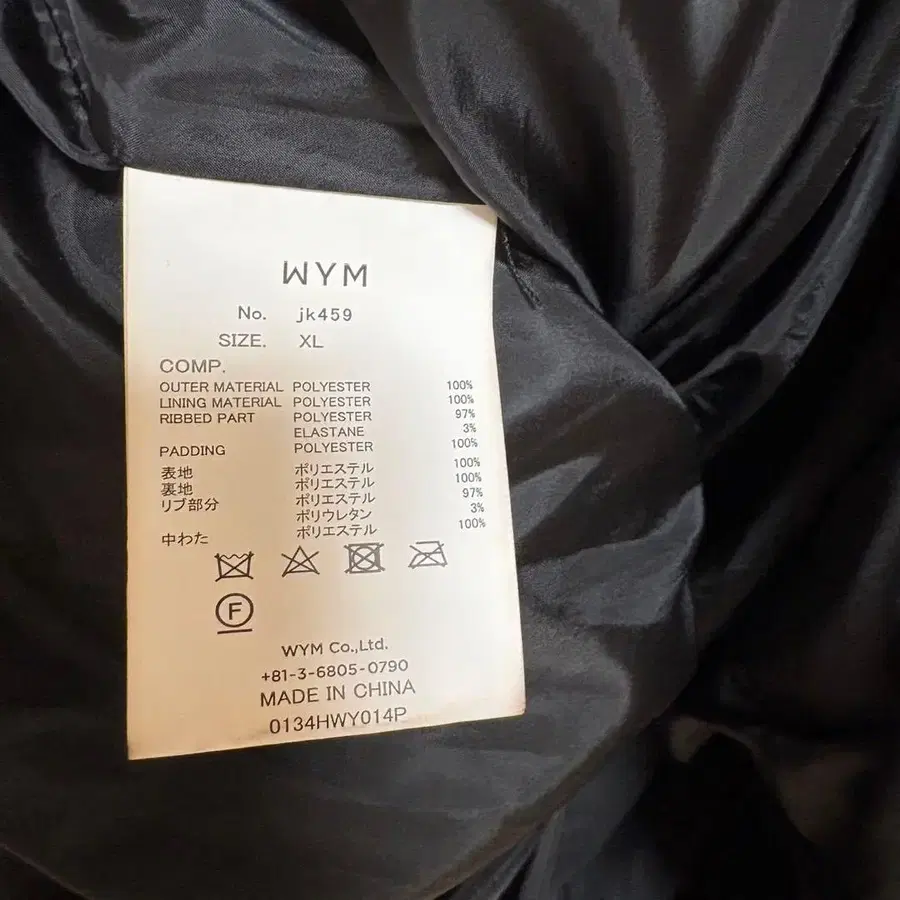 WYM
No. jk459
SIZE. XL
COMP.
OUTER MATERIAL POLYESTER 100%
LINING MATERIAL POLYESTER 100%
RIBBED PART POLYESTER 97%
ELASTANE 3%
PADDING POLYESTER 100%
表地 ポリエステル 100%
裏地 ポリエステル 100%
リブ部分 ポリエステル 97%
ポリウレタン 3%
中わた ポリエステル 100%
F
WYM Co.,Ltd.
+81-3-6805-0790
MADE IN CHINA
0134HWY014P